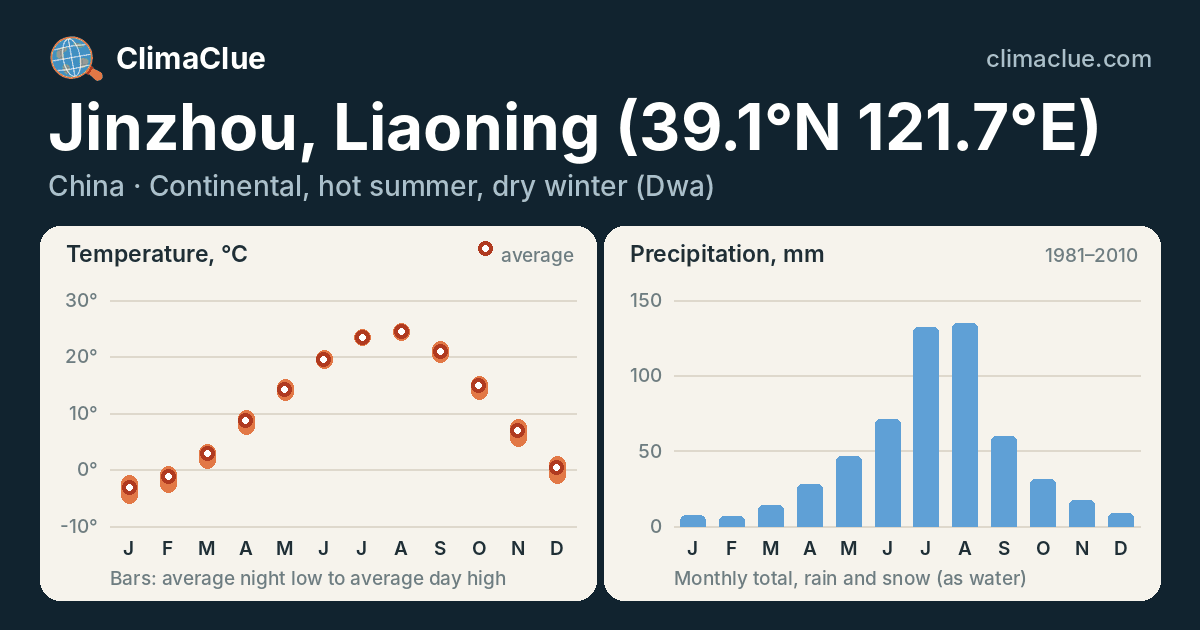 ClimaClue
climaclue.com
Jinzhou, Liaoning (39.1°N 121.7°E)
China · Continental, hot summer, dry winter (Dwa)
Temperature, °C
average
30°
20°
10°
0°
-10°
J F M A M J J A S O N D
Bars: average night low to average day high
Precipitation, mm
1981–2010
150
100
50
0
J F M A M J J A S O N D
Monthly total, rain and snow (as water)